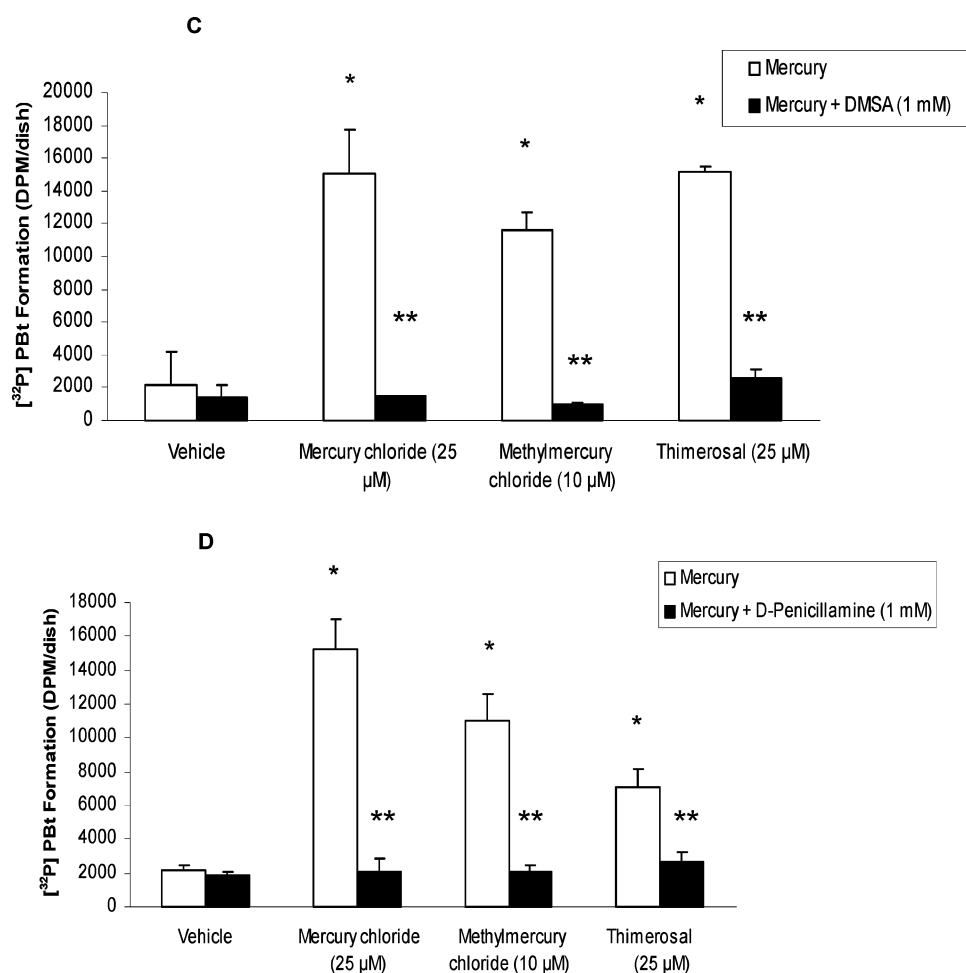 C
Mercury
Mercury + DMSA (1 mM)
[³²P] PBt Formation (DPM/dish)
20000
18000
16000
14000
12000
10000
8000
6000
4000
2000
0
*
*
*
**
**
**
Vehicle
Mercury chloride (25
µM)
Methylmercury
chloride (10 µM)
Thimerosal (25 µM)
D
Mercury
Mercury + D-Penicillamine (1 mM)
[³²P] PBt Formation (DPM/dish)
18000
16000
14000
12000
10000
8000
6000
4000
2000
0
*
*
*
**
**
**
Vehicle
Mercury chloride
(25 µM)
Methylmercury
chloride (10 µM)
Thimerosal
(25 µM)